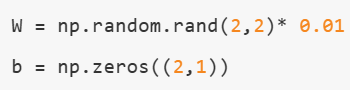 W = np.random.rand(2,2)* 0.01
b = np.zeros((2,1))